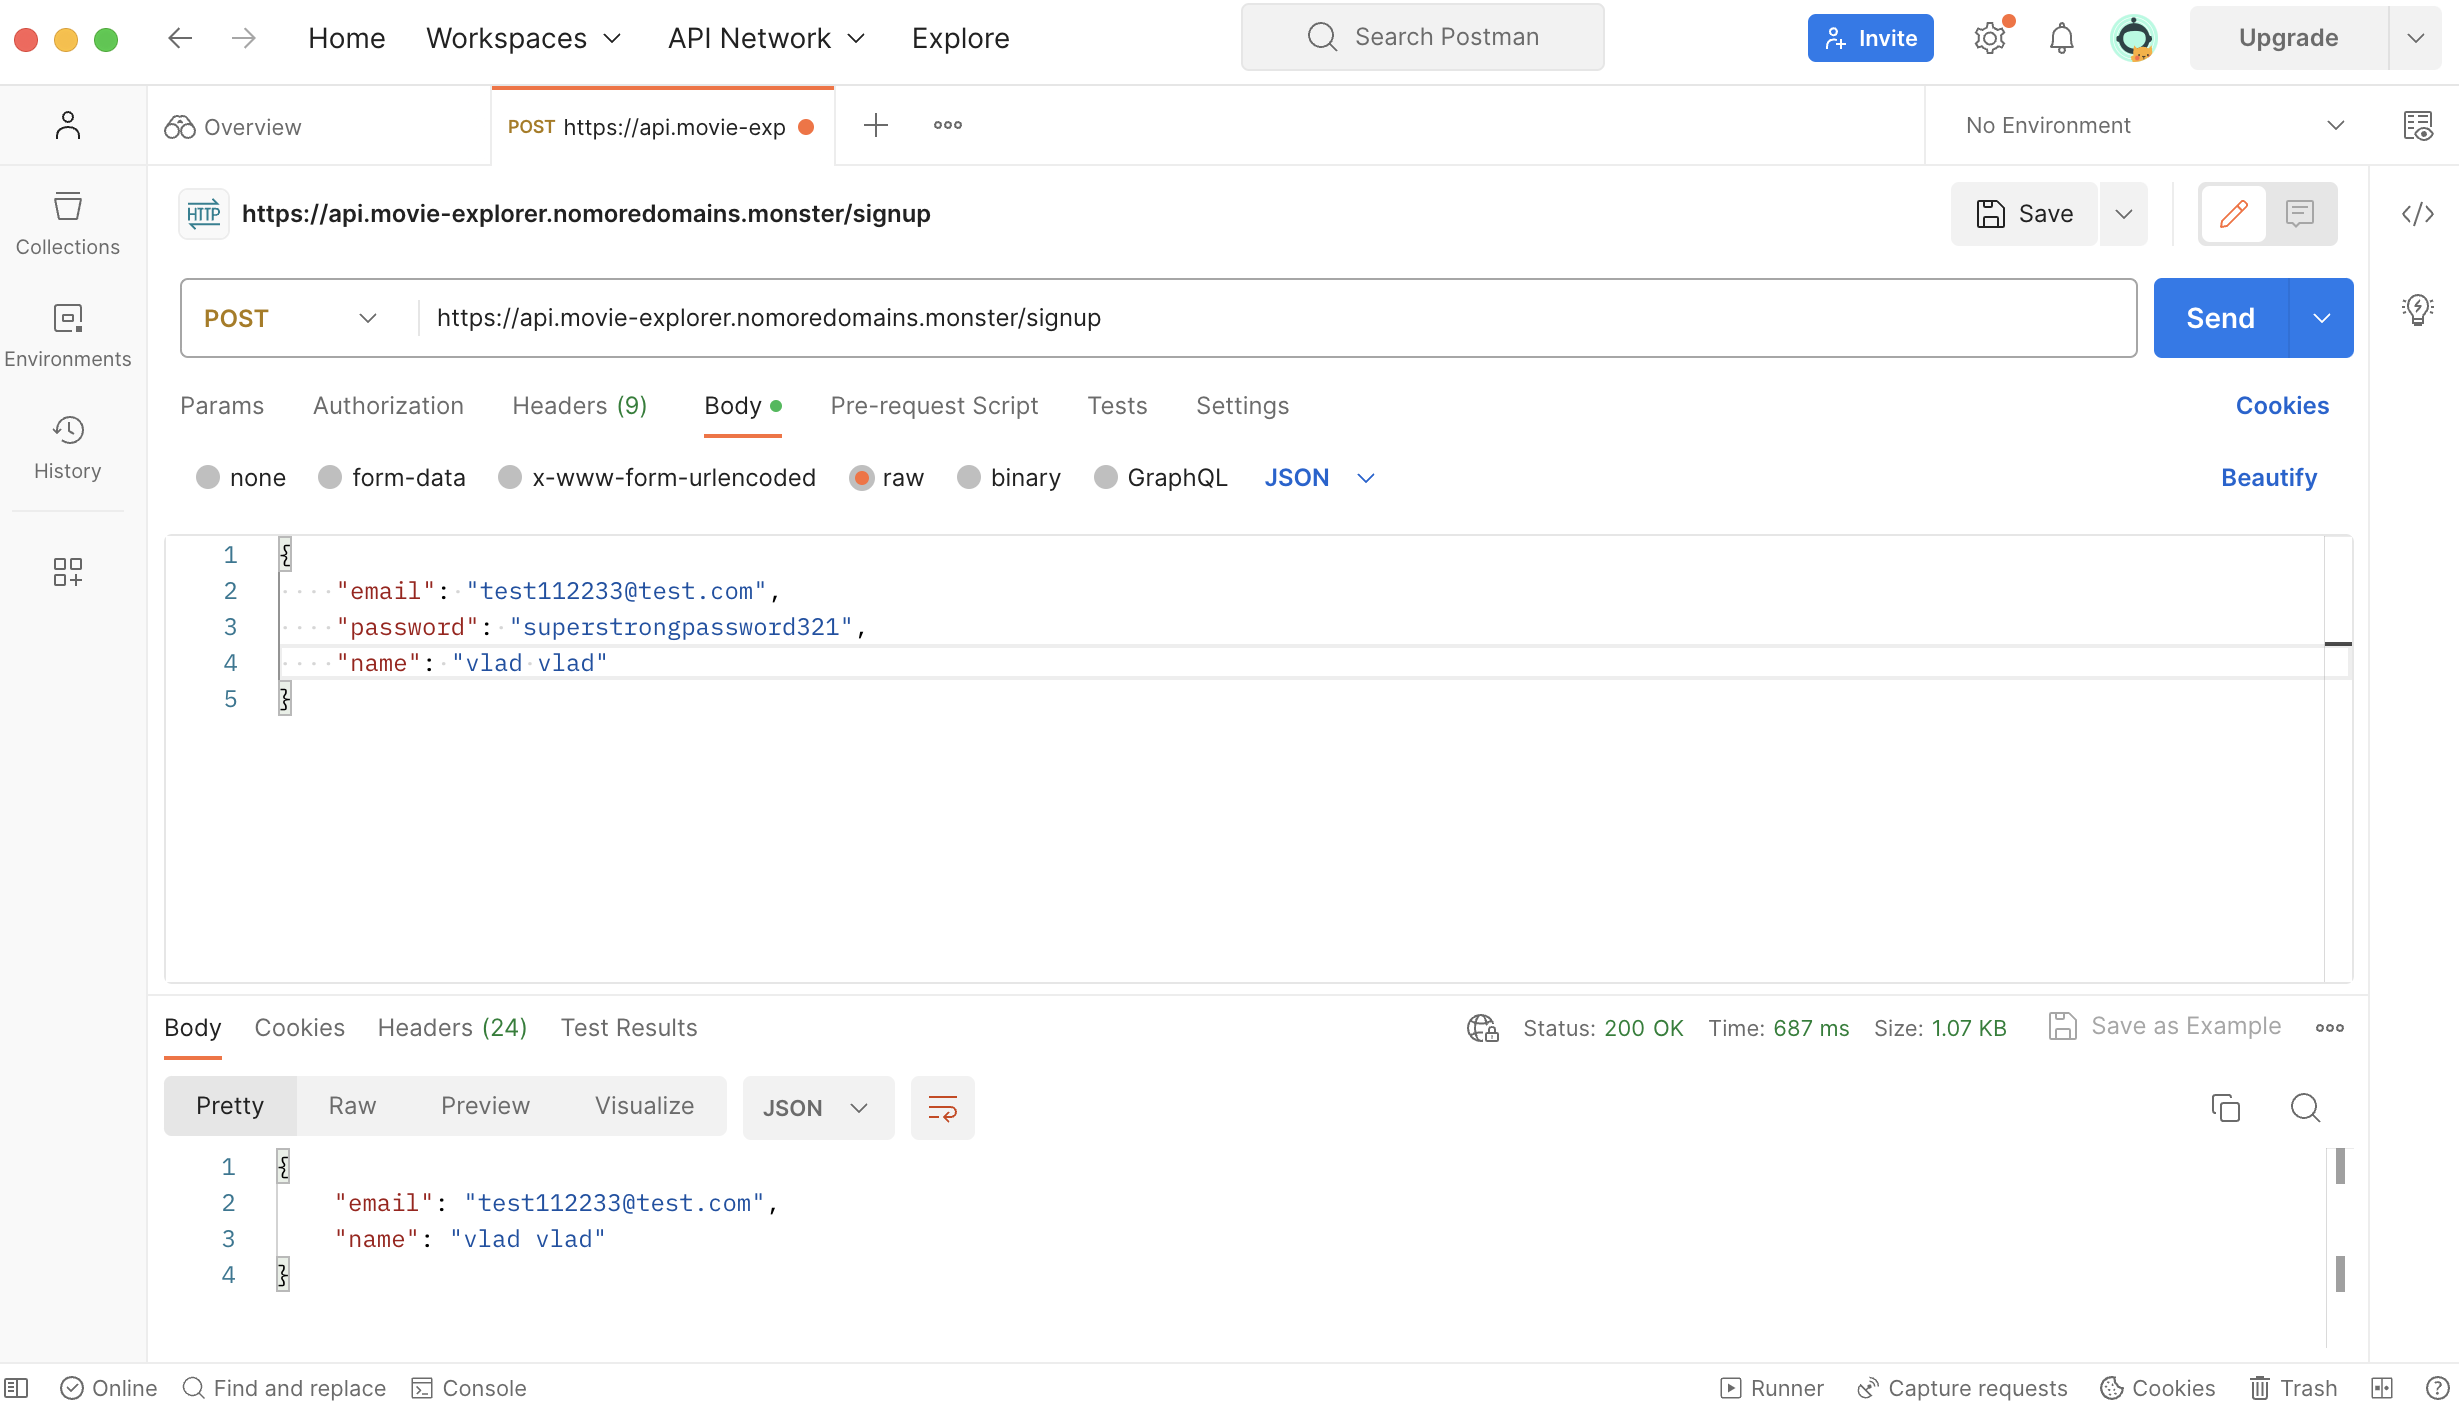 Home Workspaces API Network Explore Search Postman Invite Upgrade
Overview POST https://api.movie-exp No Environment
HTTP https://api.movie-explorer.nomoredomains.monster/signup Save
Collections
POST https://api.movie-explorer.nomoredomains.monster/signup Send
Environments
Params Authorization Headers (9) Body Pre-request Script Tests Settings Cookies
History
none form-data x-www-form-urlencoded raw binary GraphQL JSON Beautify
1 {
2 "email": "test112233@test.com",
3 "password": "superstrongpassword321",
4 "name": "vlad vlad"
5 }
Body Cookies Headers (24) Test Results Status: 200 OK Time: 687 ms Size: 1.07 KB Save as Example
Pretty Raw Preview Visualize JSON
1 {
2 "email": "test112233@test.com",
3 "name": "vlad vlad"
4 }
Online Find and replace Console Runner Capture requests Cookies Trash